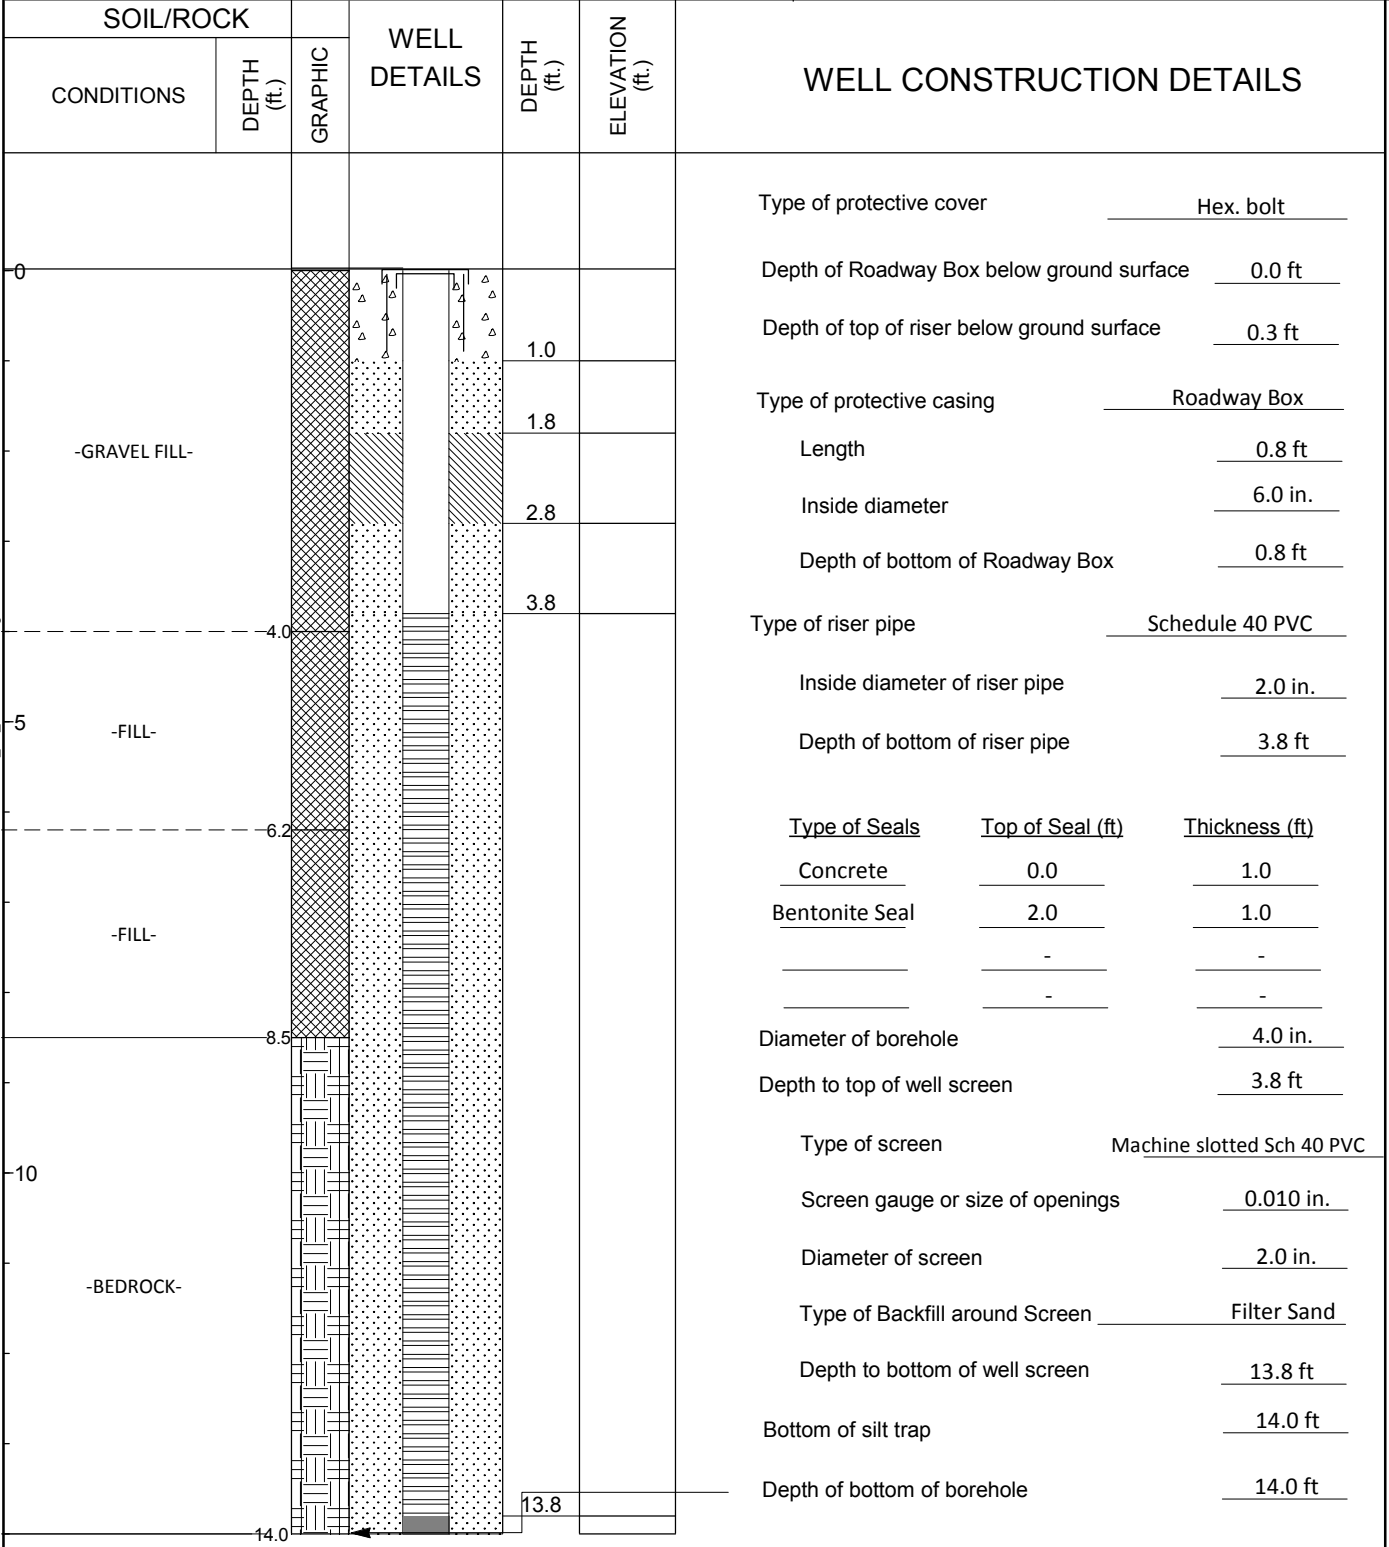 SOIL/ROCK
CONDITIONS
DEPTH (ft.)
GRAPHIC
WELL DETAILS
DEPTH (ft.)
ELEVATION (ft.)
WELL CONSTRUCTION DETAILS
Type of protective cover Hex. bolt
0
Depth of Roadway Box below ground surface 0.0 ft
Depth of top of riser below ground surface 0.3 ft
1.0
Type of protective casing Roadway Box
1.8
-GRAVEL FILL-
Length 0.8 ft
Inside diameter 6.0 in.
2.8
Depth of bottom of Roadway Box 0.8 ft
3.8
4.0
Type of riser pipe Schedule 40 PVC
Inside diameter of riser pipe 2.0 in.
5
-FILL-
Depth of bottom of riser pipe 3.8 ft
6.2
Type of Seals Top of Seal (ft) Thickness (ft)
Concrete 0.0 1.0
Bentonite Seal 2.0 1.0
-FILL-
- -
- -
8.5
Diameter of borehole 4.0 in.
Depth to top of well screen 3.8 ft
Type of screen Machine slotted Sch 40 PVC
10
Screen gauge or size of openings 0.010 in.
Diameter of screen 2.0 in.
-BEDROCK-
Type of Backfill around Screen Filter Sand
Depth to bottom of well screen 13.8 ft
Bottom of silt trap 14.0 ft
Depth of bottom of borehole 14.0 ft
13.8
14.0